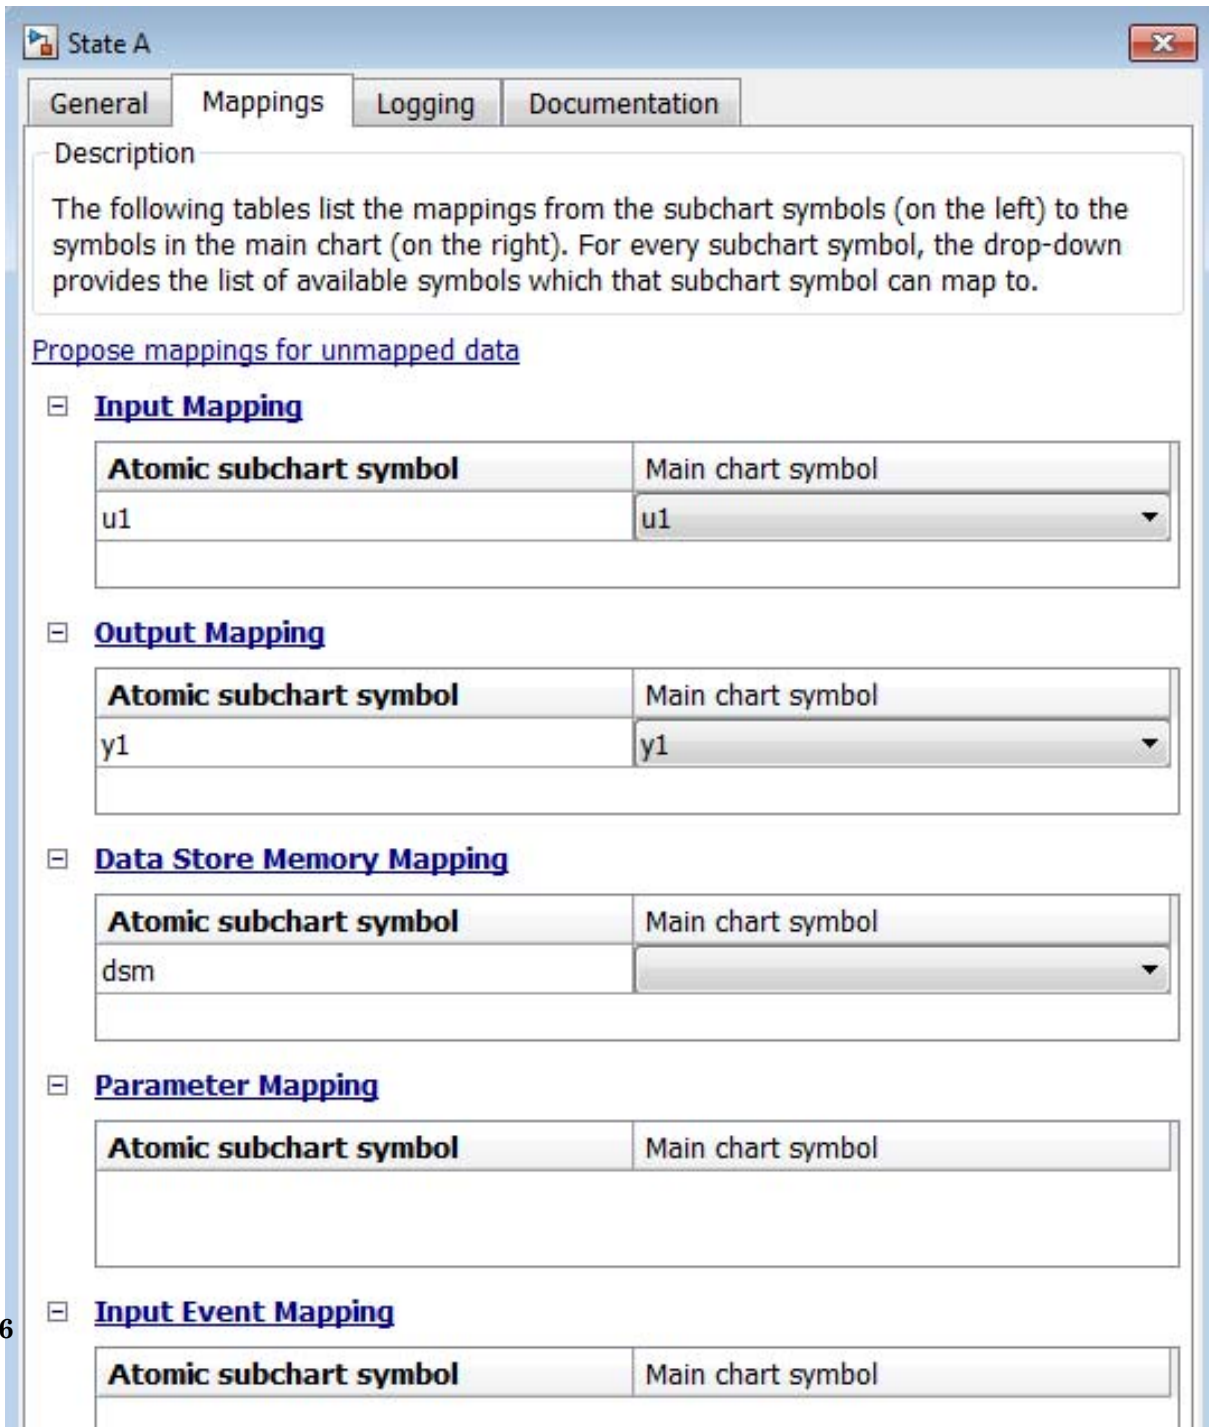 State A
General Mappings Logging Documentation
Description
The following tables list the mappings from the subchart symbols (on the left) to the
symbols in the main chart (on the right). For every subchart symbol, the drop-down
provides the list of available symbols which that subchart symbol can map to.
Propose mappings for unmapped data
Input Mapping
Atomic subchart symbol Main chart symbol
u1 u1
Output Mapping
Atomic subchart symbol Main chart symbol
y1 y1
Data Store Memory Mapping
Atomic subchart symbol Main chart symbol
dsm
Parameter Mapping
Atomic subchart symbol Main chart symbol
6 Input Event Mapping
Atomic subchart symbol Main chart symbol